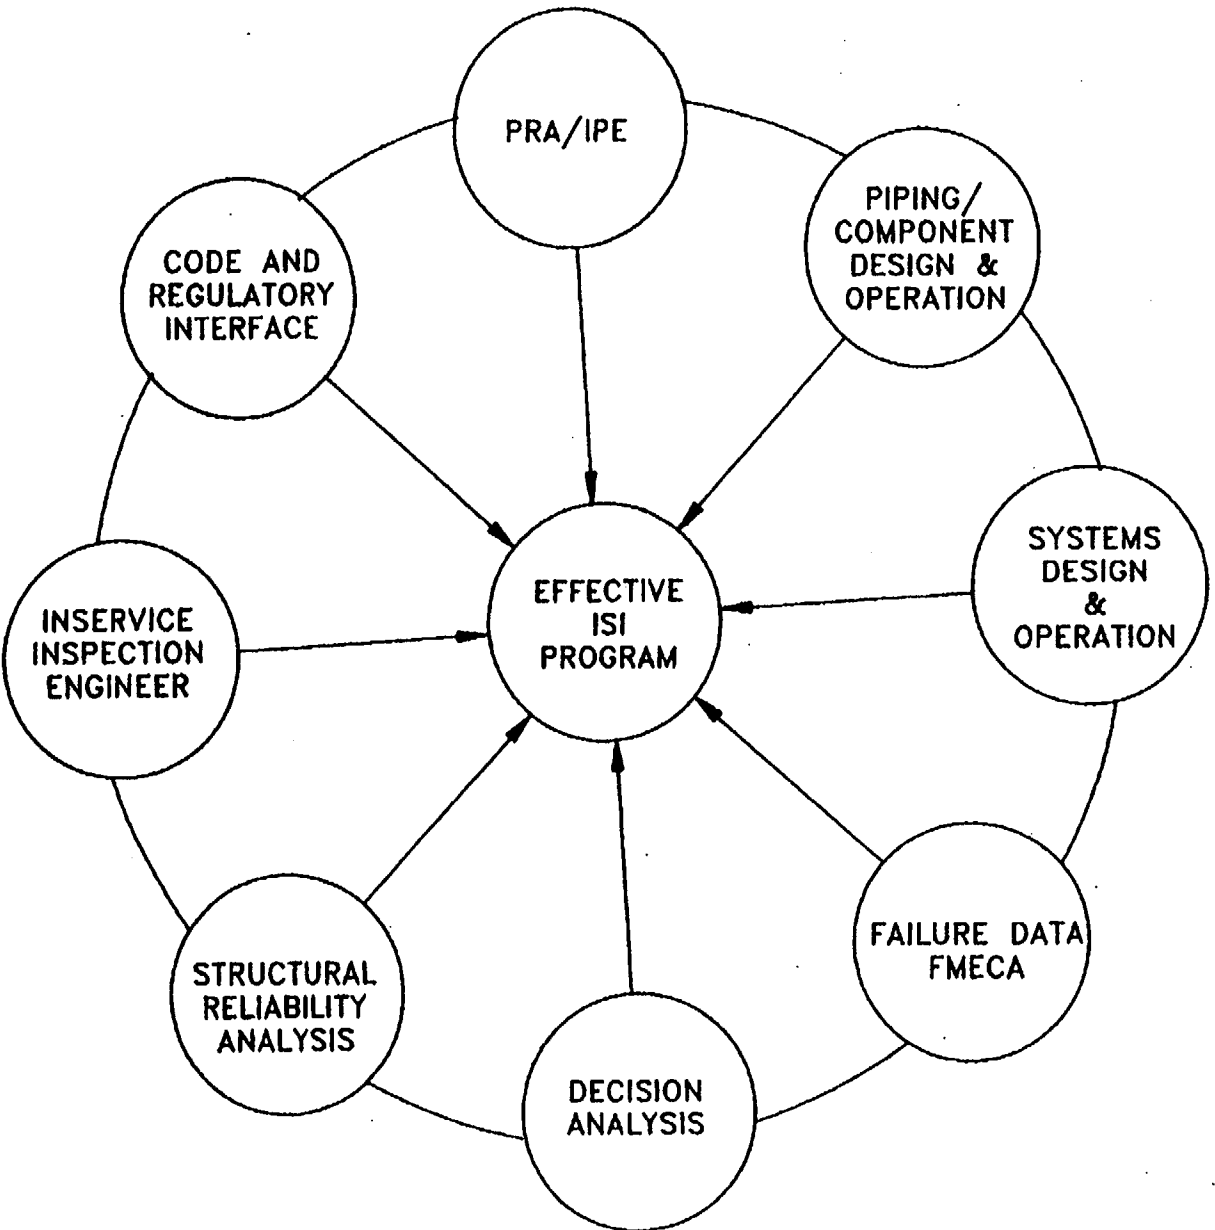 PRA/IPE
PIPING/
COMPONENT
DESIGN &
OPERATION
CODE AND
REGULATORY
INTERFACE
SYSTEMS
DESIGN
&
OPERATION
EFFECTIVE
ISI
PROGRAM
INSERVICE
INSPECTION
ENGINEER
FAILURE DATA
FMECA
STRUCTURAL
RELIABILITY
ANALYSIS
DECISION
ANALYSIS